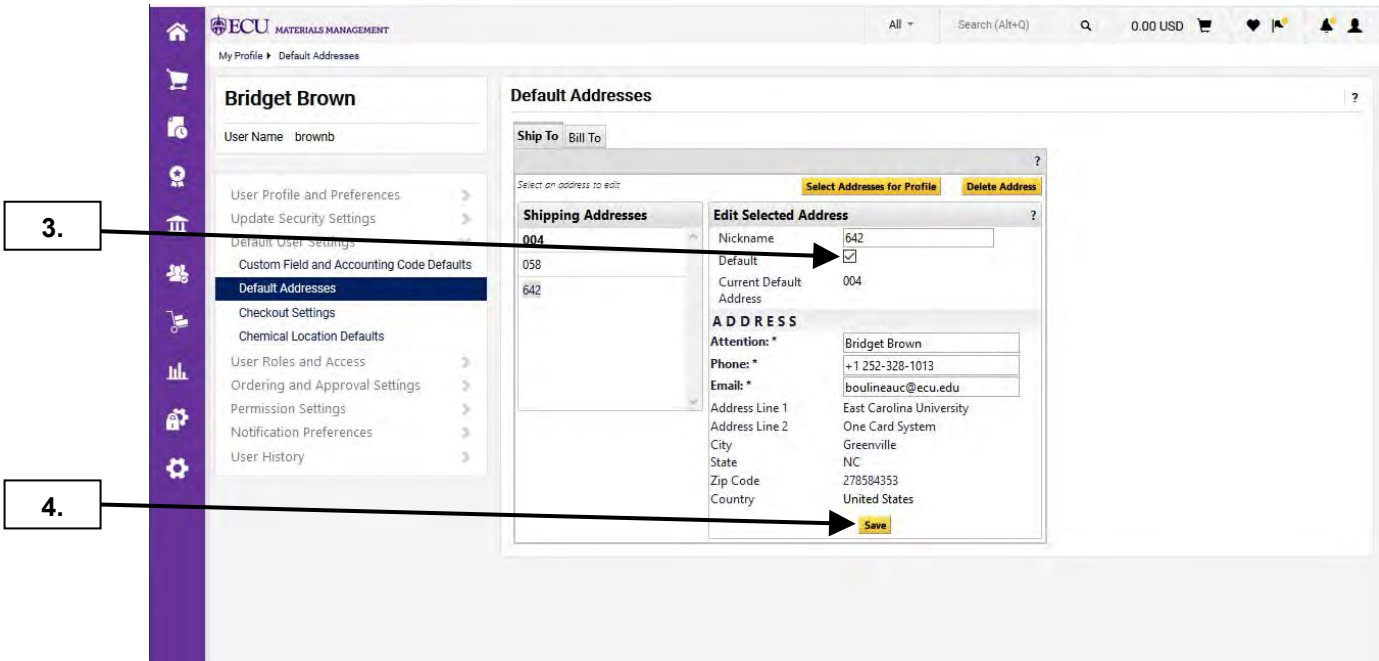 ECU MATERIALS MANAGEMENT
All
Search (Alt+Q)
0.00 USD
My Profile Default Addresses
Bridget Brown
User Name brownb
User Profile and Preferences
Update Security Settings
Default User Settings
Custom Field and Accounting Code Defaults
Default Addresses
Checkout Settings
Chemical Location Defaults
User Roles and Access
Ordering and Approval Settings
Permission Settings
Notification Preferences
User History
3.
4.
Default Addresses
?
Ship To Bill To
?
Select an address to edit
Select Addresses for Profile
Delete Address
Shipping Addresses
004
058
642
Edit Selected Address ?
Nickname 642
Default
Current Default Address 004
ADDRESS
Attention: * Bridget Brown
Phone: * +1 252-328-1013
Email: * boulineauc@ecu.edu
Address Line 1 East Carolina University
Address Line 2 One Card System
City Greenville
State NC
Zip Code 278584353
Country United States
Save